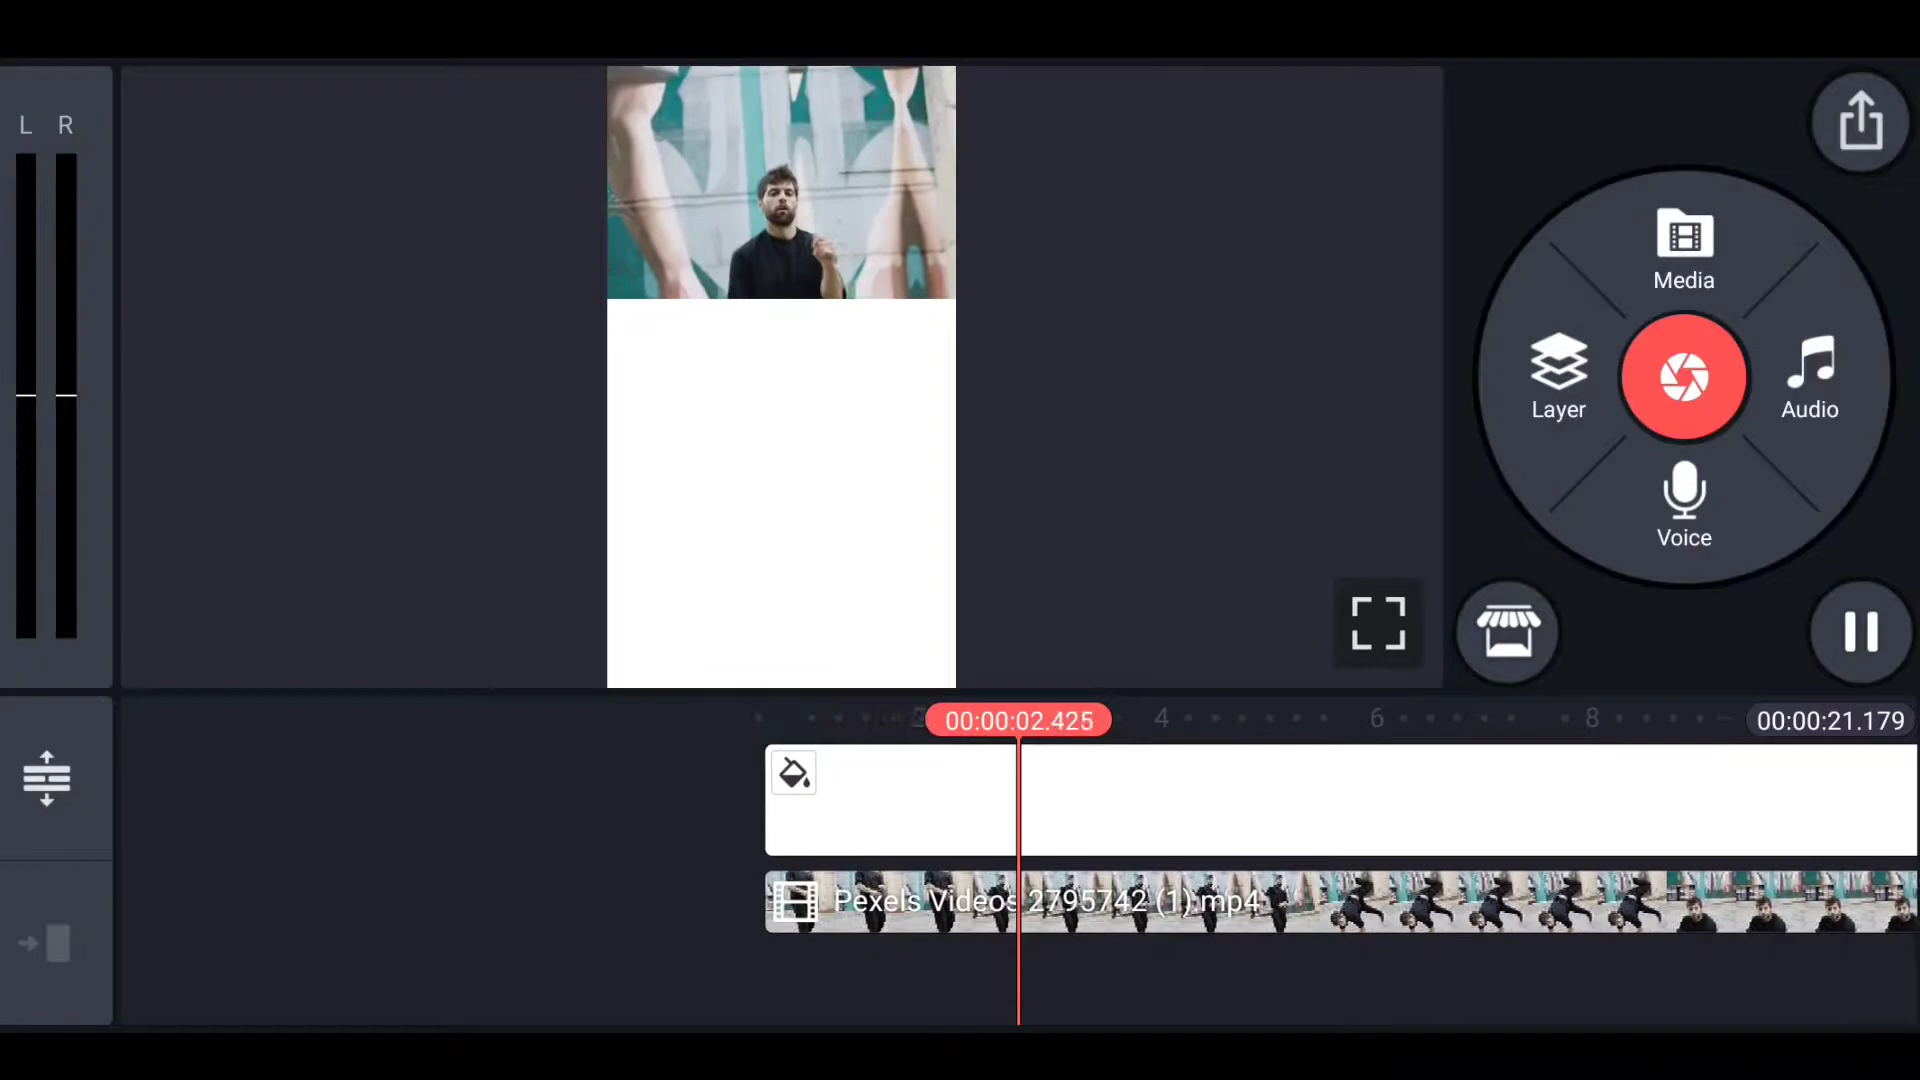 L R
Media
Layer
Audio
Voice
00:00:02.425
4
6
8
00:00:21.179
Pexels Videos 2795742 (1).mp4